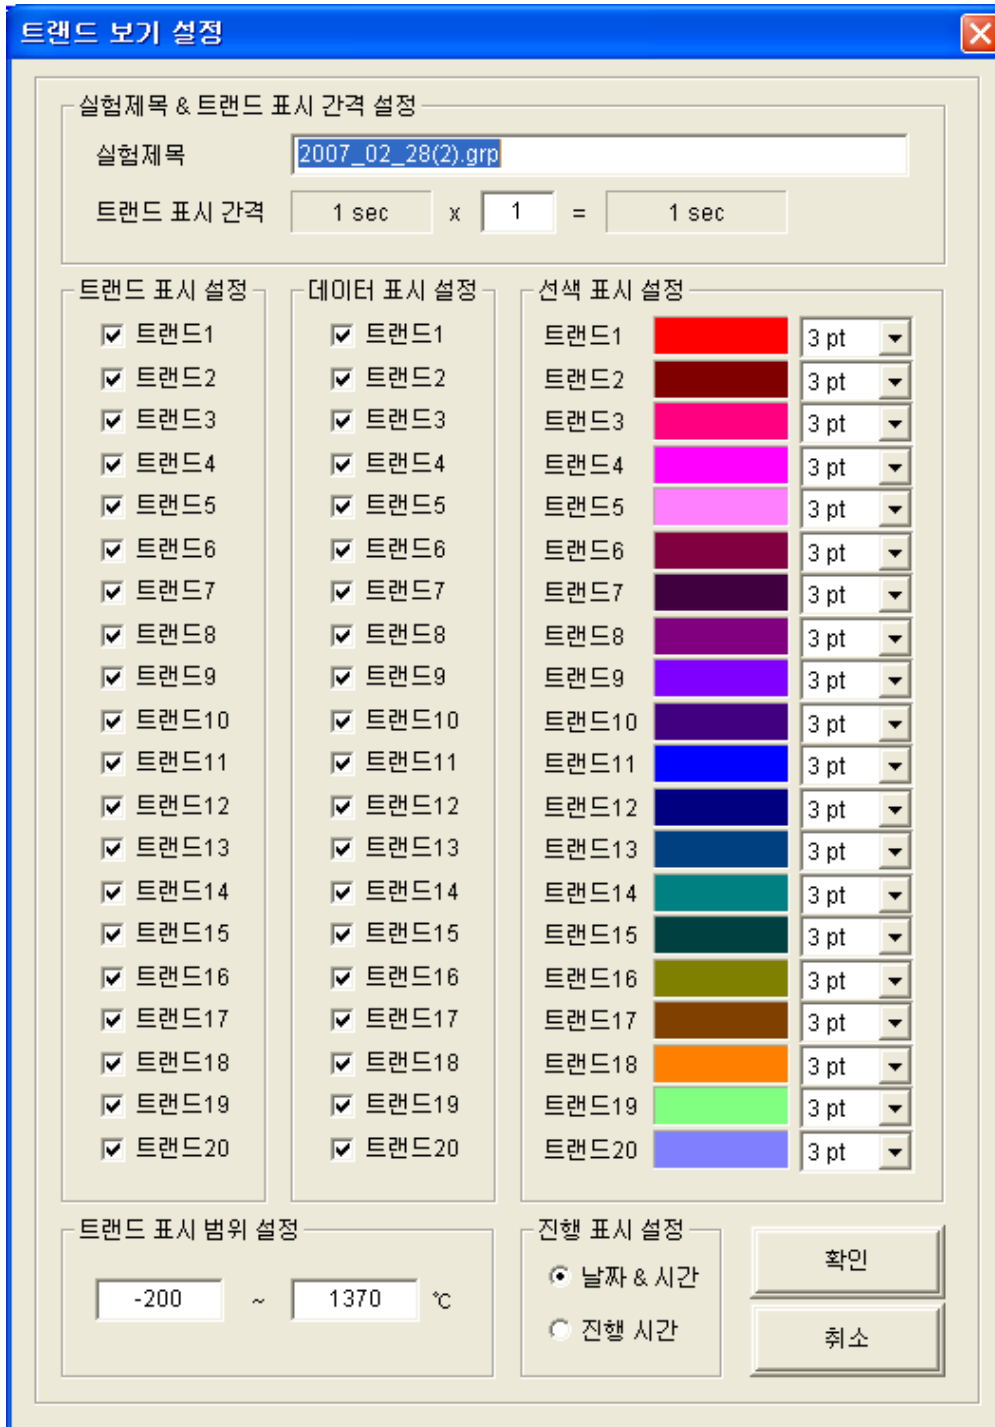 트랜드 보기 설정
실험제목 & 트랜드 표시 간격 설정
실험제목 2007_02_28(2).grp
트랜드 표시 간격 1 sec x 1 = 1 sec
트랜드 표시 설정 데이터 표시 설정 선색 표시 설정
트랜드1 트랜드1 트랜드1 3 pt
트랜드2 트랜드2 트랜드2 3 pt
트랜드3 트랜드3 트랜드3 3 pt
트랜드4 트랜드4 트랜드4 3 pt
트랜드5 트랜드5 트랜드5 3 pt
트랜드6 트랜드6 트랜드6 3 pt
트랜드7 트랜드7 트랜드7 3 pt
트랜드8 트랜드8 트랜드8 3 pt
트랜드9 트랜드9 트랜드9 3 pt
트랜드10 트랜드10 트랜드10 3 pt
트랜드11 트랜드11 트랜드11 3 pt
트랜드12 트랜드12 트랜드12 3 pt
트랜드13 트랜드13 트랜드13 3 pt
트랜드14 트랜드14 트랜드14 3 pt
트랜드15 트랜드15 트랜드15 3 pt
트랜드16 트랜드16 트랜드16 3 pt
트랜드17 트랜드17 트랜드17 3 pt
트랜드18 트랜드18 트랜드18 3 pt
트랜드19 트랜드19 트랜드19 3 pt
트랜드20 트랜드20 트랜드20 3 pt
트랜드 표시 범위 설정 진행 표시 설정
-200 ~ 1370 ℃
날짜 & 시간
진행 시간
확인
취소